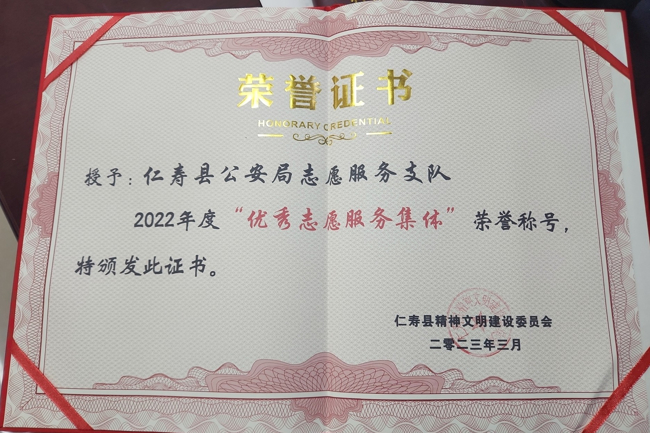 荣誉证书
HONORARY CREDENTIAL
授予：仁寿县公安局志愿服务支队
2022年度“优秀志愿服务集体”荣誉称号，
特颁发此证书。
仁寿县精神文明建设委员会
二零二三年三月